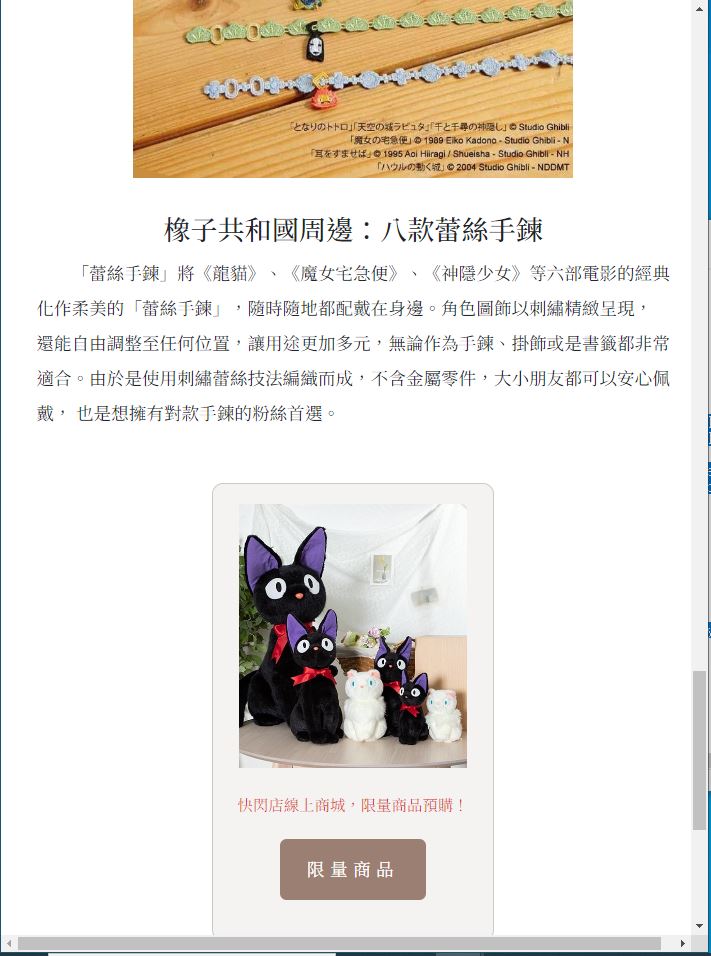 「となりのトトロ」「天空の城ラピュタ」「千と千尋の神隠し」© Studio Ghibli
「魔女の宅急便」© 1989 Eiko Kadono - Studio Ghibli - N
「耳をすませば」© 1995 Aoi Hiiragi / Shueisha - Studio Ghibli - NH
「ハウルの動く城」© 2004 Studio Ghibli - NDDMT
橡子共和國周邊：八款蕾絲手鍊
「蕾絲手鍊」將《龍貓》、《魔女宅急便》、《神隱少女》等六部電影的經典
化作柔美的「蕾絲手鍊」，隨時隨地都配戴在身邊。角色圖飾以刺繡精緻呈現，
還能自由調整至任何位置，讓用途更加多元，無論作為手鍊、掛飾或是書籤都非常
適合。由於是使用刺繡蕾絲技法編織而成，不含金屬零件，大小朋友都可以安心佩
戴， 也是想擁有對款手鍊的粉絲首選。
快閃店線上商城，限量商品預購！
限量商品